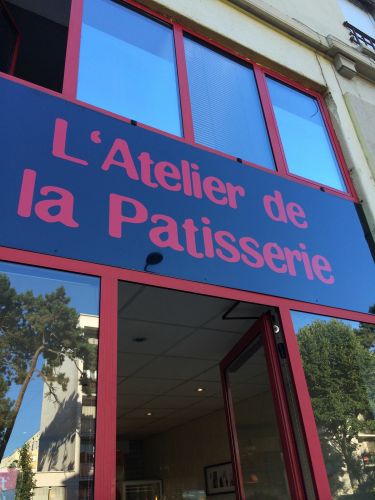 L'Atelier de
la Patisserie